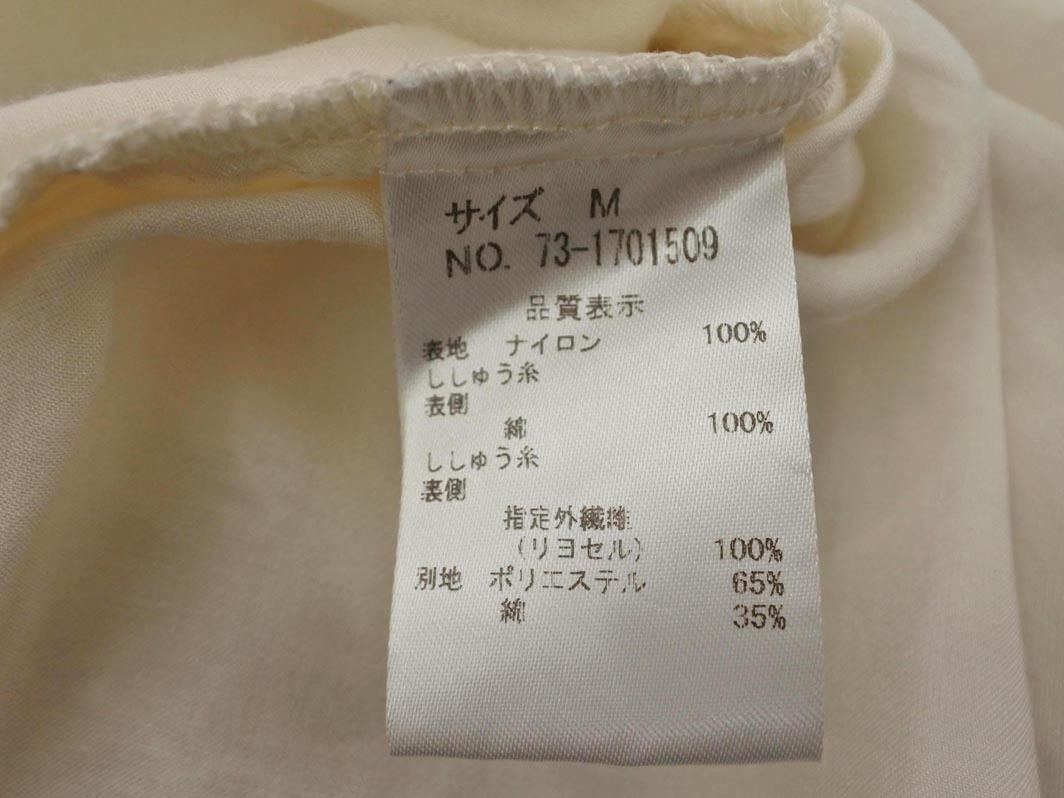 サイズ M
NO. 73-1701509
品質表示
表地 ナイロン 100%
ししゅう糸
表側
綿 100%
ししゅう糸
裏側
指定外繊維
(リヨセル) 100%
別地 ポリエステル 65%
綿 35%